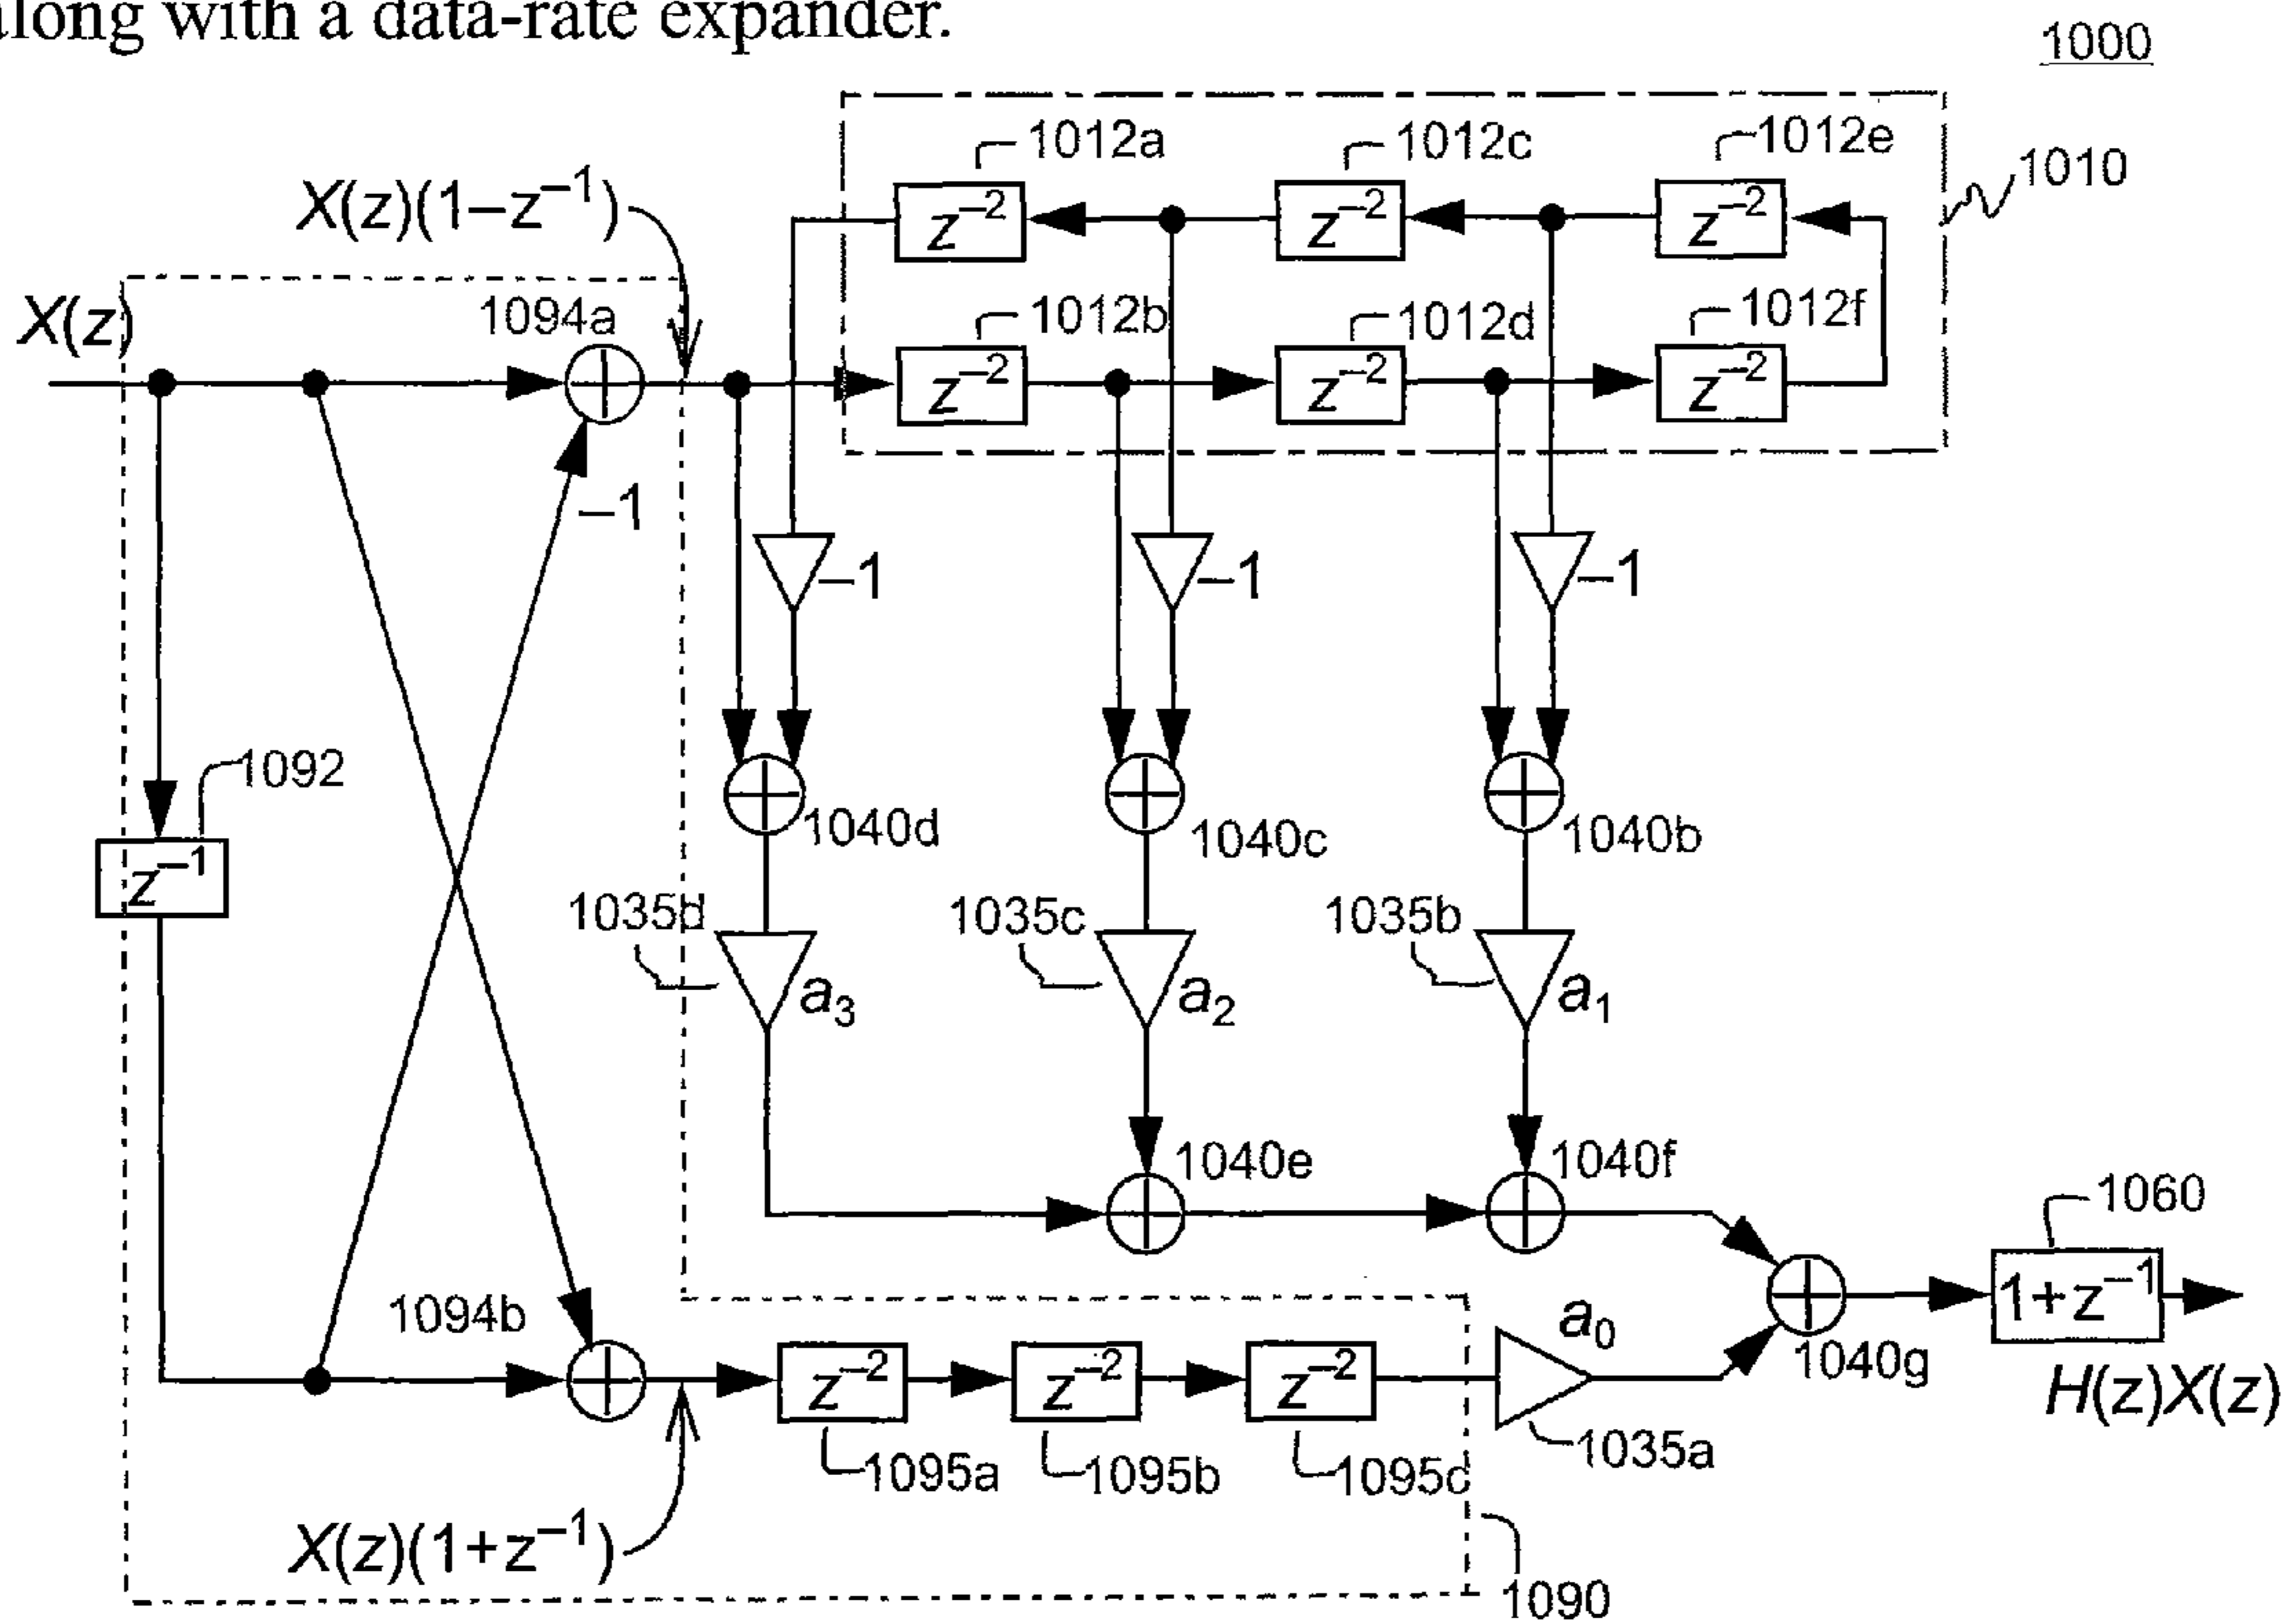 along with a data-rate expander.
1000
1012a
1012c
1012e
1010
X(z)(1–z⁻¹)
z⁻²
z⁻²
z⁻²
X(z)
1094a
1012b
1012d
1012f
z⁻²
z⁻²
z⁻²
–1
–1
–1
–1
1092
z⁻¹
1040d
1040c
1040b
1035d
1035c
1035b
a₃
a₂
a₁
1040e
1040f
1060
1094b
a₀
1+z⁻¹
z⁻²
z⁻²
z⁻²
1040g
H(z)X(z)
1095a
1095b
1095c
1035a
X(z)(1+z⁻¹)
1090